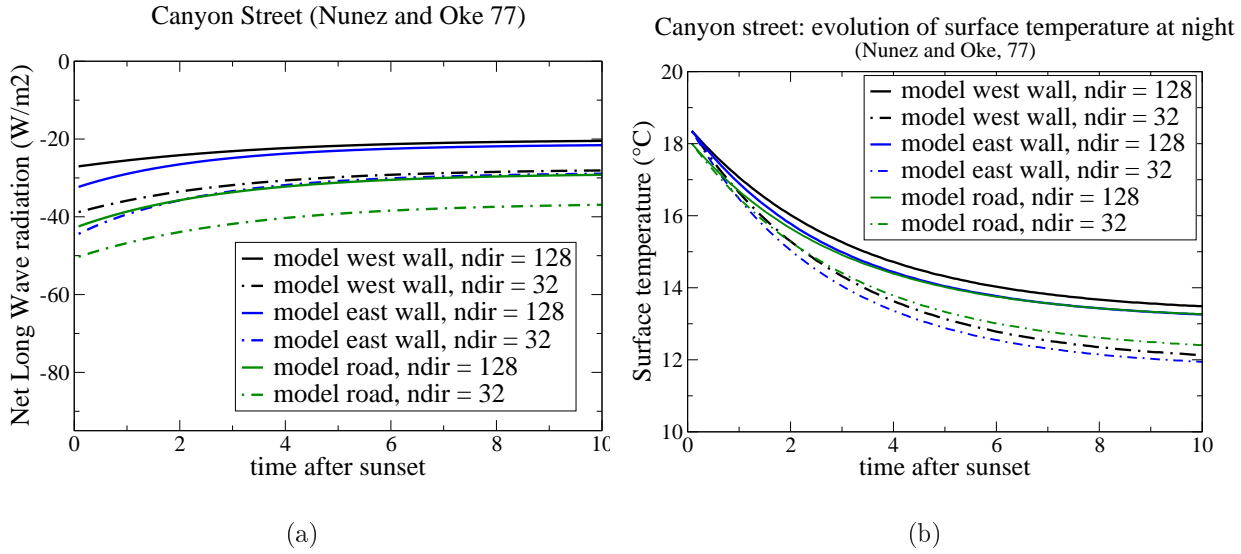 Canyon Street (Nunez and Oke 77)
Net Long Wave radiation (W/m2)
0
-20
-40
-60
-80
0 2 4 6 8 10
time after sunset
model west wall, ndir = 128
model west wall, ndir = 32
model east wall, ndir = 128
model east wall, ndir = 32
model road, ndir = 128
model road, ndir = 32
(a)
Canyon street: evolution of surface temperature at night
(Nunez and Oke, 77)
Surface temperature (°C)
20
18
16
14
12
10
0 2 4 6 8 10
time after sunset
model west wall, ndir = 128
model west wall, ndir = 32
model east wall, ndir = 128
model east wall, ndir = 32
model road, ndir = 128
model road, ndir = 32
(b)